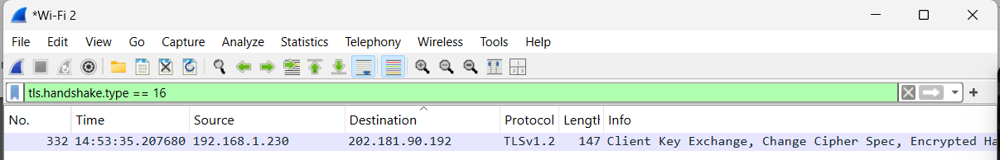 *Wi-Fi 2
File Edit View Go Capture Analyze Statistics Telephony Wireless Tools Help
tls.handshake.type == 16
No. Time Source Destination Protocol Lengtl Info
332 14:53:35.207680 192.168.1.230 202.181.90.192 TLSv1.2 147 Client Key Exchange, Change Cipher Spec, Encrypted Ha